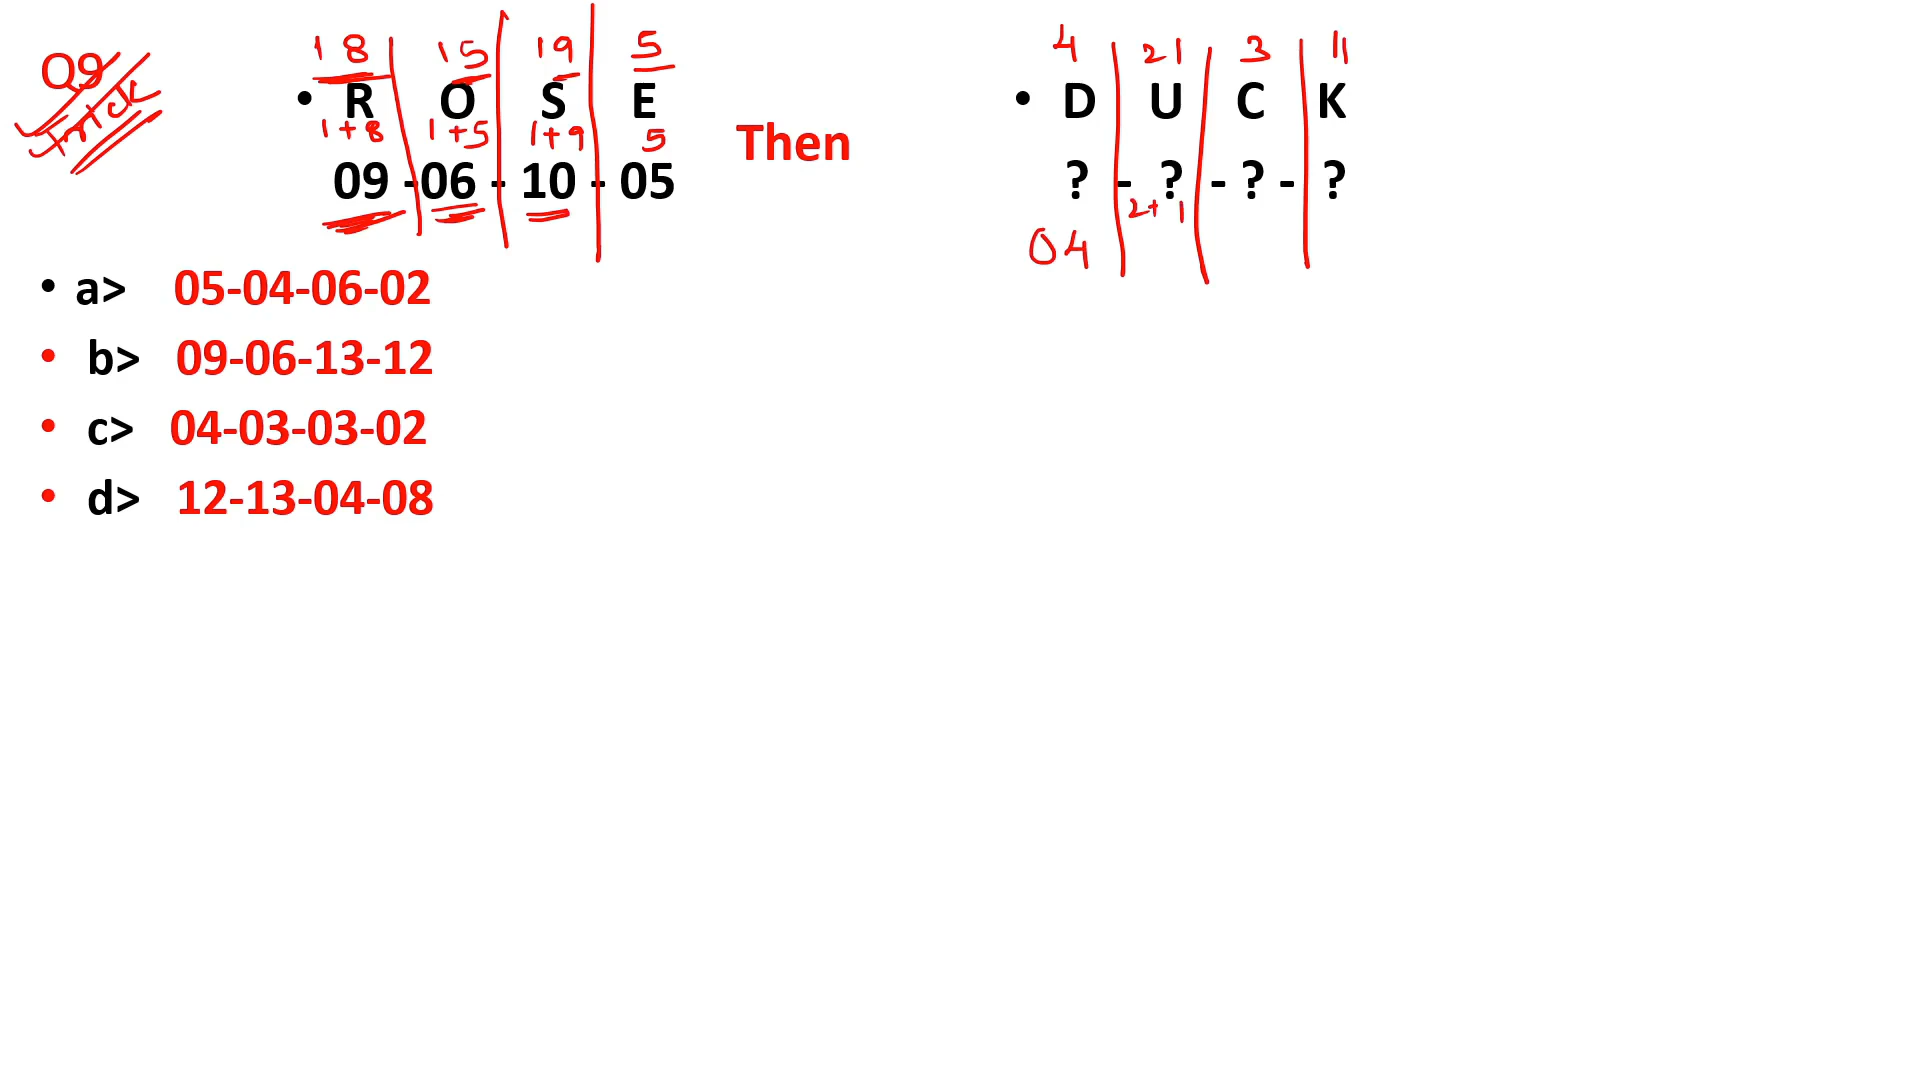 Q9
Trick
18 15 19 5
• R O S E
1+8 1+5 1+9 5
09 -06 - 10 - 05
Then
4 21 3 11
• D U C K
? - ? - ? - ?
2+1
04
• a> 05-04-06-02
• b> 09-06-13-12
• c> 04-03-03-02
• d> 12-13-04-08